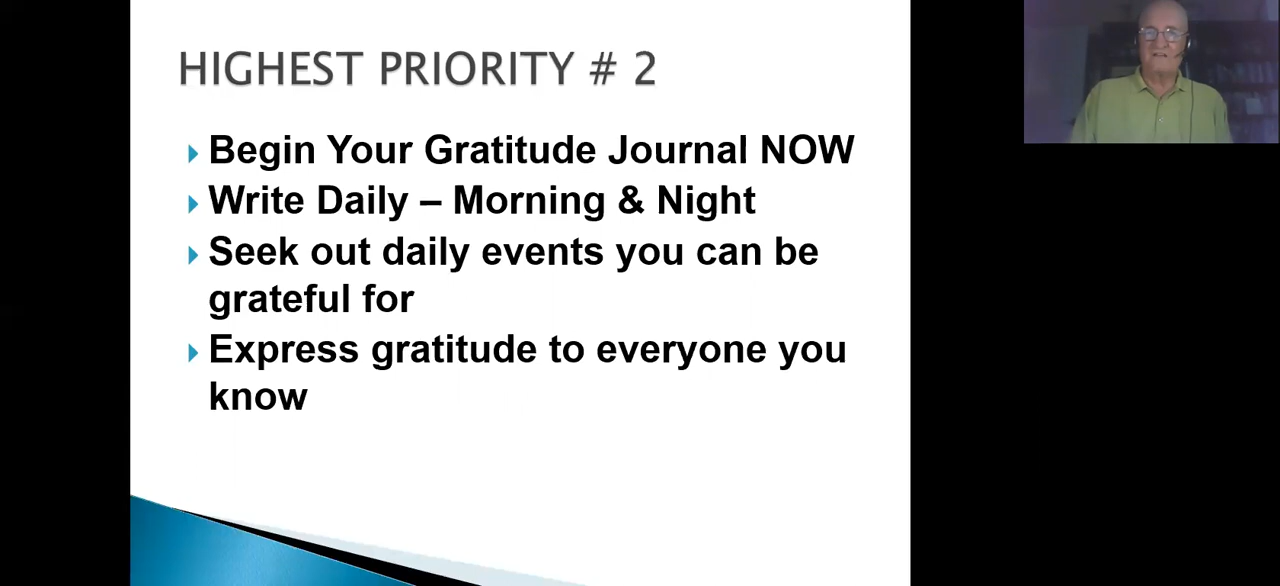 HIGHEST PRIORITY # 2
Begin Your Gratitude Journal NOW
Write Daily – Morning & Night
Seek out daily events you can be
grateful for
Express gratitude to everyone you
know